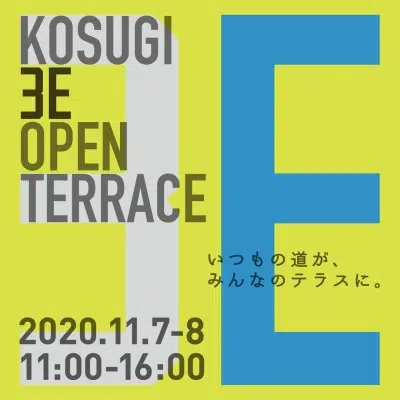 KOSUGI
3E
OPEN
TERRACE
いつもの道が、
みんなのテラスに。
2020.11.7-8
11:00-16:00